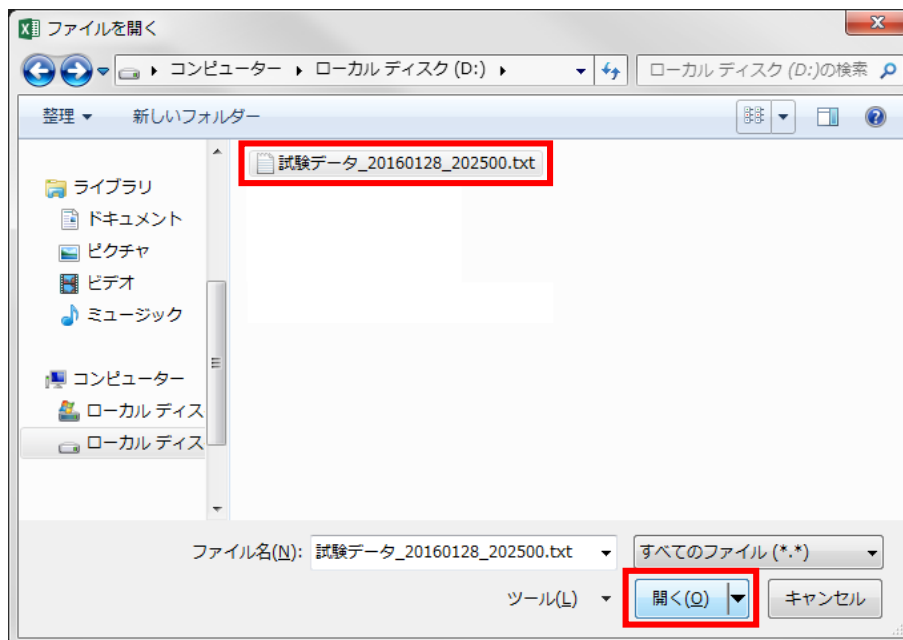 ファイルを開く
コンピューター ▸ ローカル ディスク (D:) ▸
ローカル ディスク (D:)の検索
整理 ▼ 新しいフォルダー
試験データ_20160128_202500.txt
ライブラリ
ドキュメント
ピクチャ
ビデオ
ミュージック
コンピューター
ローカル ディス
ローカル ディス
ファイル名(N): 試験データ_20160128_202500.txt
すべてのファイル (*.*)
ツール(L) 開く(O) キャンセル